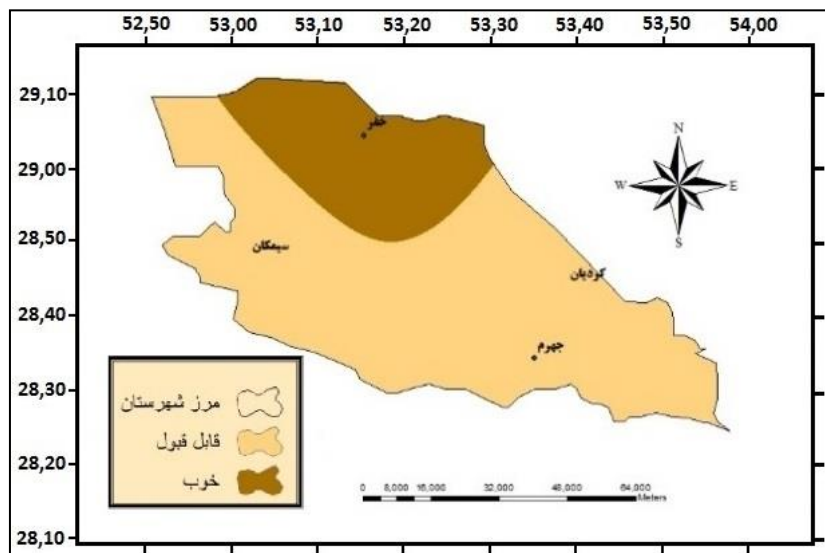 52,50 53,00 53,10 53,20 53,30 53,40 53,50 54,00
29,10
29,00
28,50
28,40
28,30
28,20
28,10
خفر
سیمکان
کردیان
جهرم
N
W E
S
مرز شهرستان
قابل قبول
خوب
0 8,000 16,000 32,000 48,000 64,000
Meters